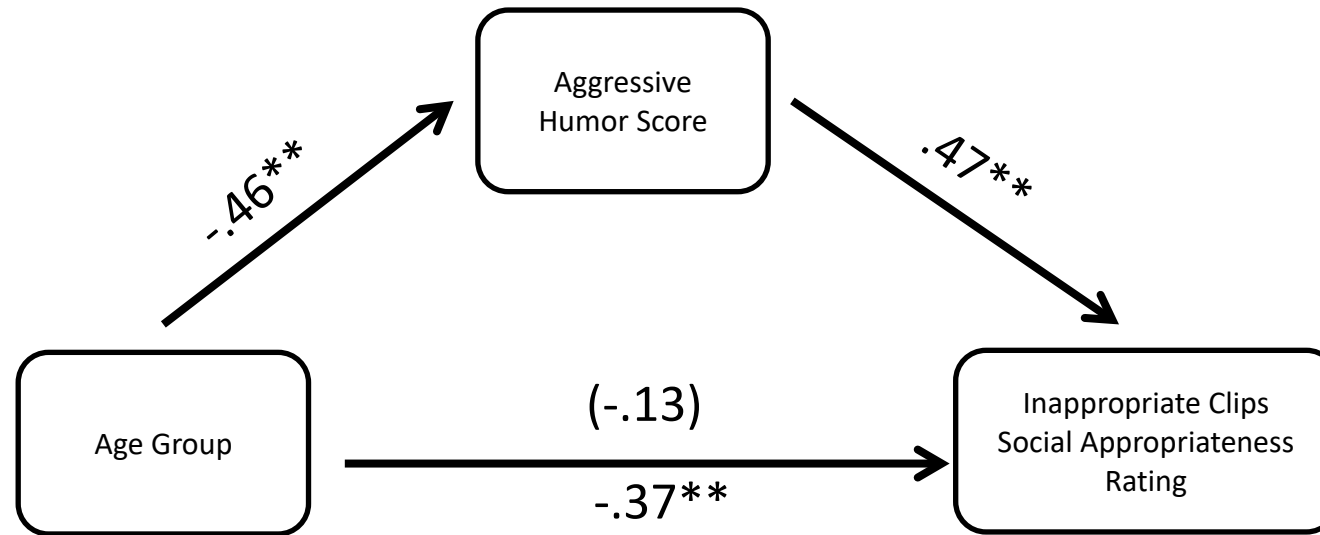 Aggressive
Humor Score
-.46**
.47**
Age Group
(-.13)
-.37**
Inappropriate Clips
Social Appropriateness
Rating